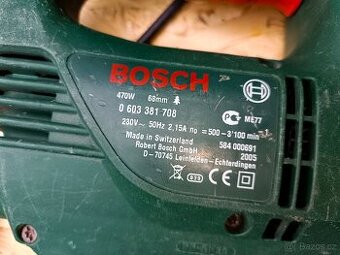 BOSCH
470W 68mm
0 603 381 708
230V~ 50Hz 2,15A no =500-3'100 min
ME77
Made in Switzerland
584 000691
Robert Bosch GmbH
2005
D-70745 Leinfelden-Echterdingen